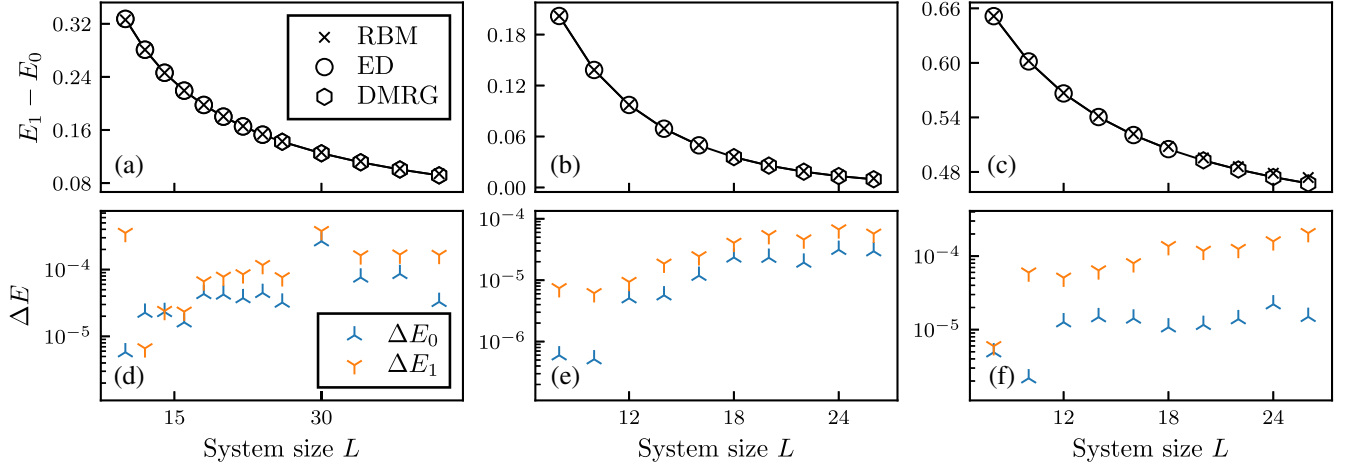 E₁ − E₀
0.32
0.24
0.16
0.08
RBM
ED
DMRG
(a)
0.18
0.12
0.06
0.00
(b)
0.66
0.60
0.54
0.48
(c)
ΔE
10⁻⁴
10⁻⁵
ΔE₀
ΔE₁
(d)
15
30
System size L
10⁻⁴
10⁻⁵
10⁻⁶
(e)
12
18
24
System size L
10⁻⁴
10⁻⁵
(f)
12
18
24
System size L